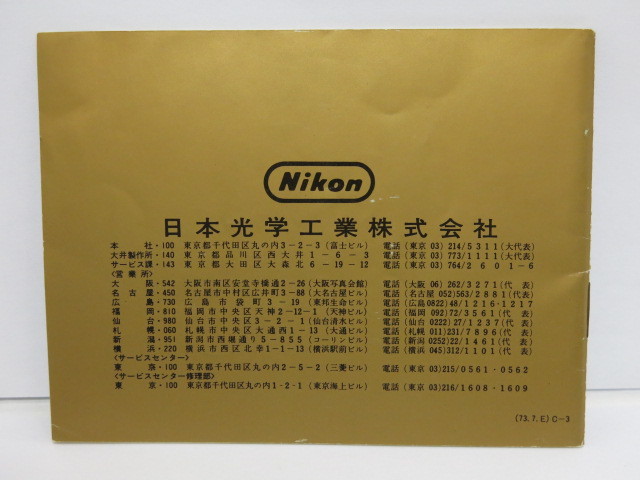 Nikon
日本光学工業株式会社
本社・100 東京都千代田区丸の内3-2-3(富士ビル) 電話(東京 03) 214/5311(大代表)
大井製作所・140 東京都品川区西大井1-6-3 電話(東京 03) 773/1111(大代表)
サービス課・143 東京都大田区大森北6-19-12 電話(東京 03) 764/2601-6
〈営業所〉
大阪・542 大阪市南区安堂寺橋通2-26(大阪写真会館) 電話(大阪 06) 262/3271(代表)
名古屋・450 名古屋市中村区広井町3-88(大名古屋ビル) 電話(名古屋 052)563/2881(代表)
広島・730 広島市袋町3-19(東邦生命ビル) 電話(広島0822)48/1216・1217
福岡・810 福岡市中央区天神2-12-1(天神ビル) 電話(福岡 092)72/3561(代表)
仙台・980 仙台市中央区3-2-1(仙台清水ビル) 電話(仙台 0222)27/1237(代表)
札幌・060 札幌市中央区大通西1-13(大通ビル) 電話(札幌 011)231/7896(代表)
新潟・951 新潟市西堀通り5-855(コーリンビル) 電話(新潟 0252)22/1461(代表)
横浜・220 横浜市西区北幸1-1-13(横浜駅前ビル) 電話(横浜 045)312/1101(代表)
〈サービスセンター〉
東京・100 東京都千代田区丸の内2-5-2(三菱ビル) 電話(東京 03)215/0561・0562
〈サービスセンター修理部〉
東京・100 東京都千代田区丸の内1-2-1(東京海上ビル) 電話(東京 03)216/1608・1609
(73.7.E)C-3